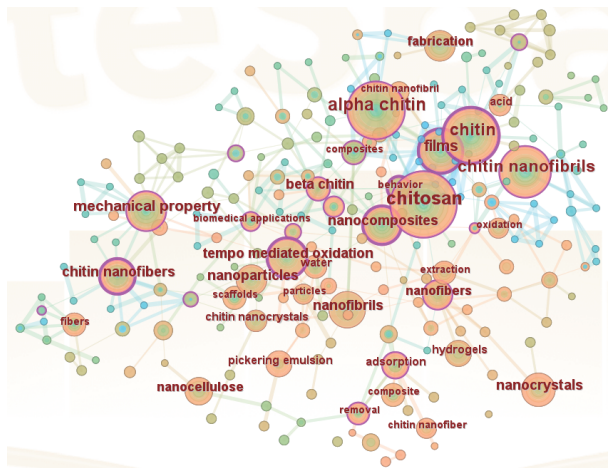 fabrication
chitin nanofibril
alpha chitin
acid
chitin
films
composites
chitin nanofibrils
beta chitin
behavior
chitosan
mechanical property
biomedical applications
nanocomposites
oxidation
tempo mediated oxidation
water
chitin nanofibers
nanoparticles
extraction
scaffolds
particles
nanofibers
nanofibrils
fibers
chitin nanocrystals
hydrogels
pickering emulsion
adsorption
nanocellulose
composite
nanocrystals
removal
chitin nanofiber